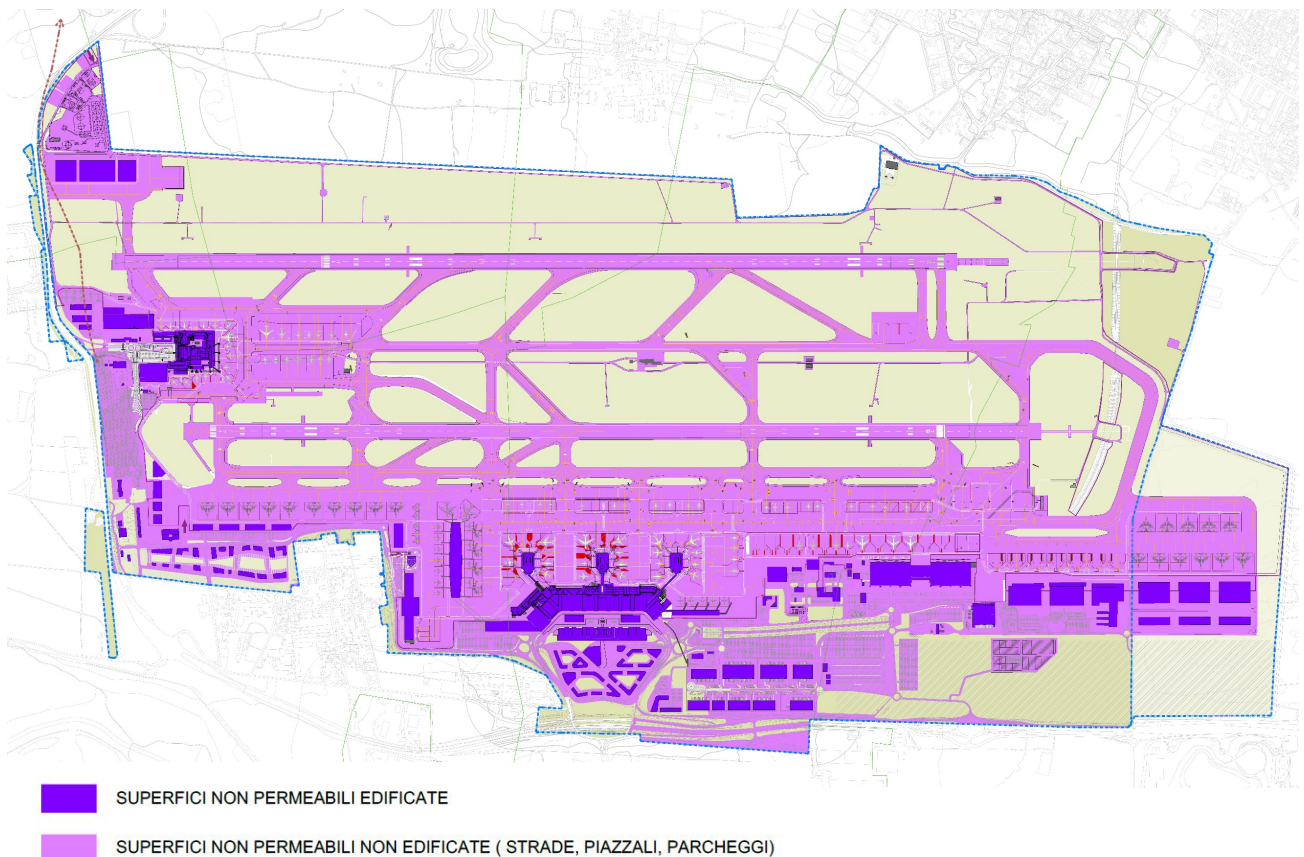 SUPERFICI NON PERMEABILI EDIFICATE
SUPERFICI NON PERMEABILI NON EDIFICATE ( STRADE, PIAZZALI, PARCHEGGI)